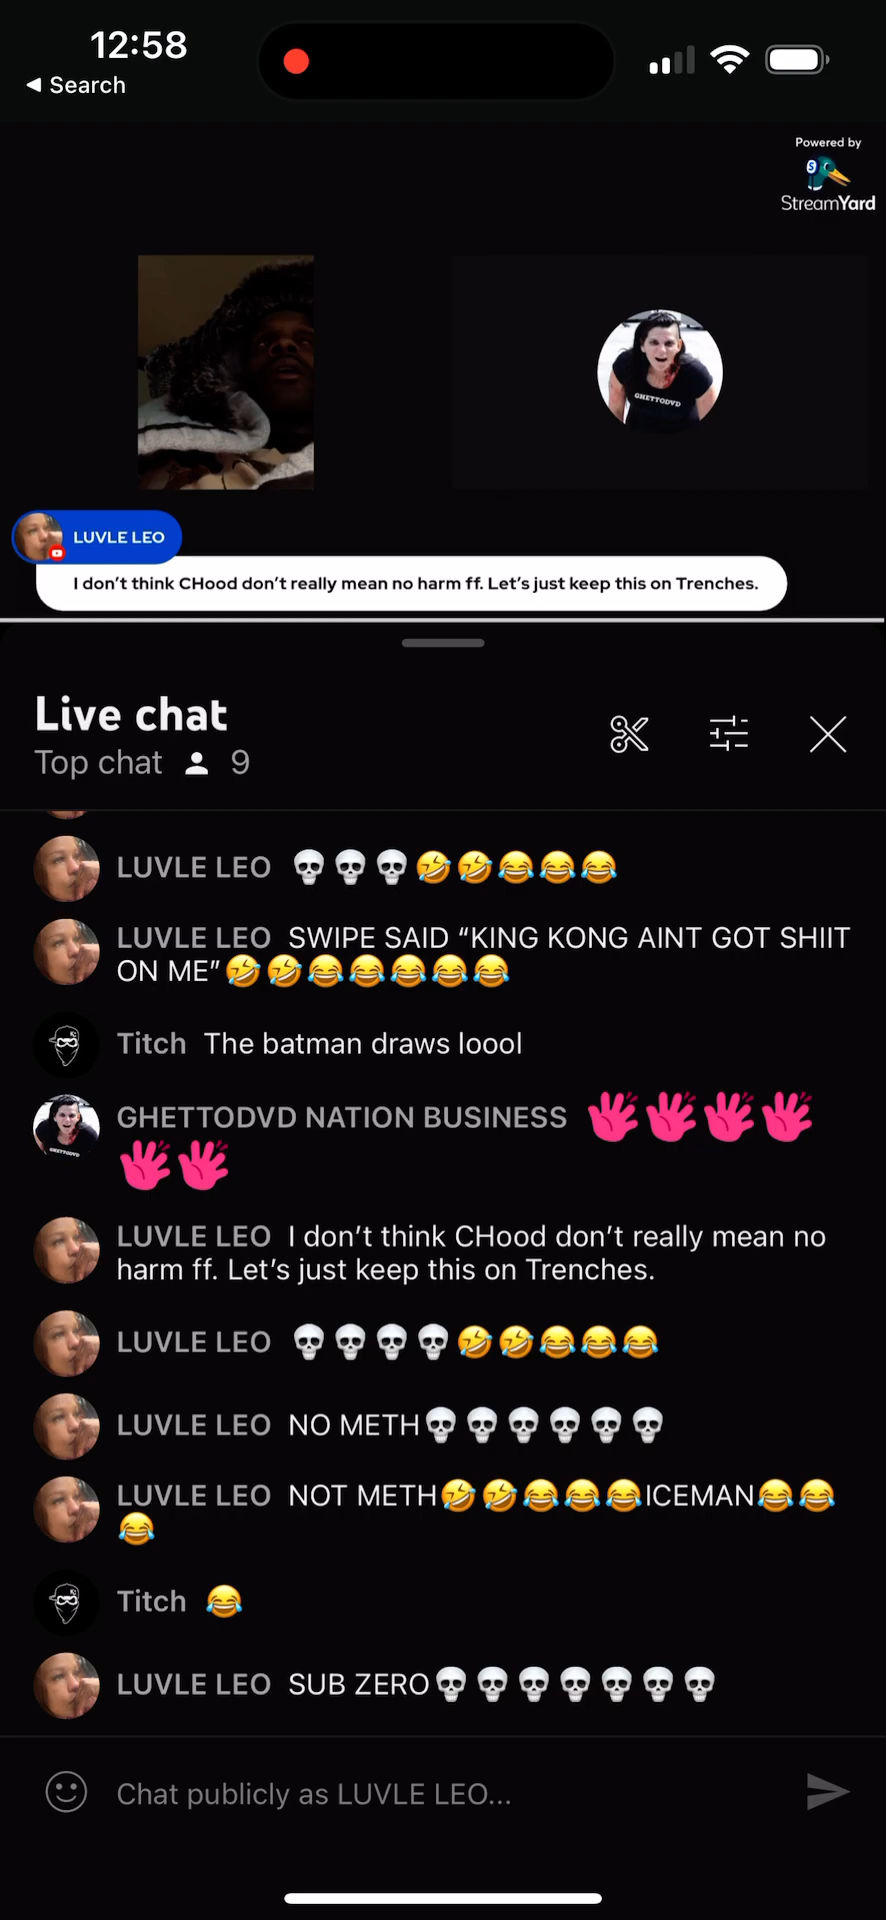 12:58
Search
Powered by
StreamYard
GHETTODVD
LUVLE LEO
I don't think CHood don't really mean no harm ff. Let's just keep this on Trenches.
Live chat
Top chat 9
LUVLE LEO 💀💀💀🤣🤣😂😂😂
LUVLE LEO SWIPE SAID “KING KONG AINT GOT SHIIT
ON ME”🤣🤣😂😂😂😂😂
Titch The batman draws loool
GHETTODVD NATION BUSINESS
LUVLE LEO I don’t think CHood don’t really mean no
harm ff. Let’s just keep this on Trenches.
LUVLE LEO 💀💀💀💀🤣🤣😂😂😂
LUVLE LEO NO METH💀💀💀💀💀💀
LUVLE LEO NOT METH🤣🤣😂😂😂ICEMAN😂😂
😂
Titch 😂
LUVLE LEO SUB ZERO💀💀💀💀💀💀💀
Chat publicly as LUVLE LEO...